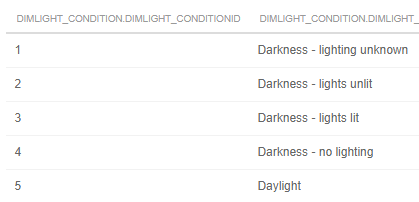 DIMLIGHT_CONDITION.DIMLIGHT_CONDITIONID DIMLIGHT_CONDITION.DIMLIGHT_
1 Darkness - lighting unknown
2 Darkness - lights unlit
3 Darkness - lights lit
4 Darkness - no lighting
5 Daylight